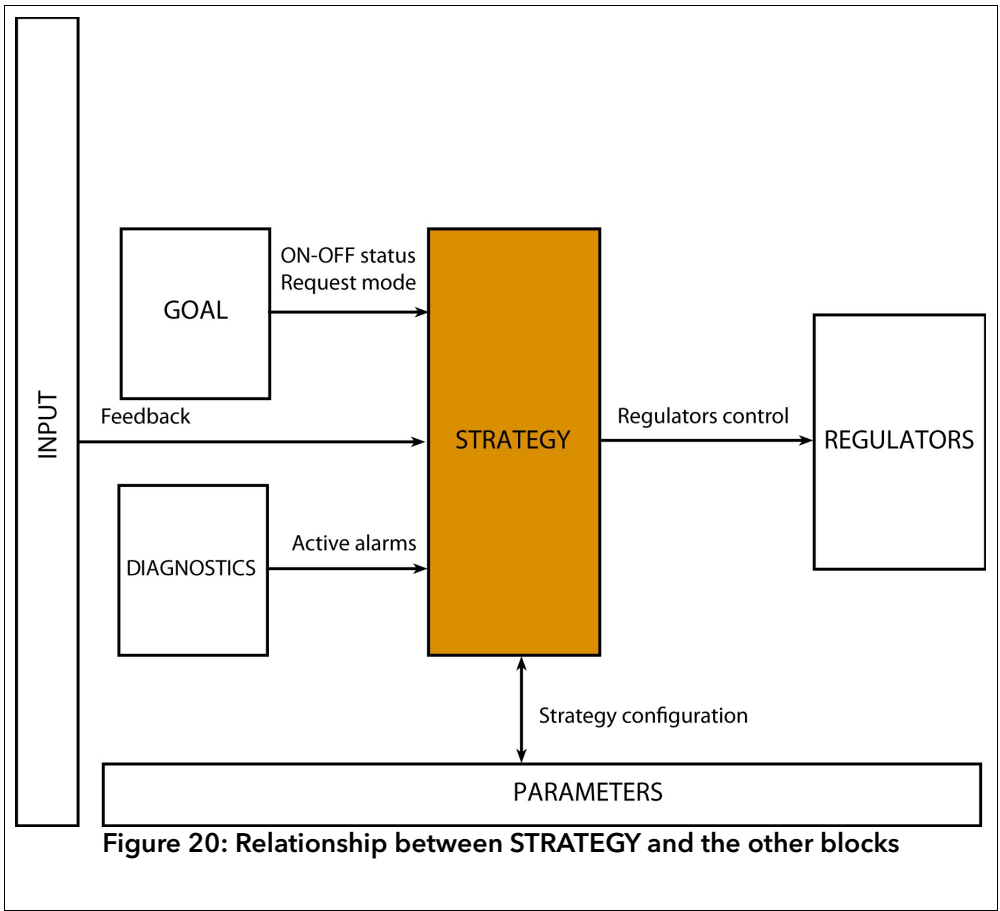 INPUT
ON-OFF status
Request mode
GOAL
Feedback
STRATEGY
Regulators control
REGULATORS
Active alarms
DIAGNOSTICS
Strategy configuration
PARAMETERS
Figure 20: Relationship between STRATEGY and the other blocks